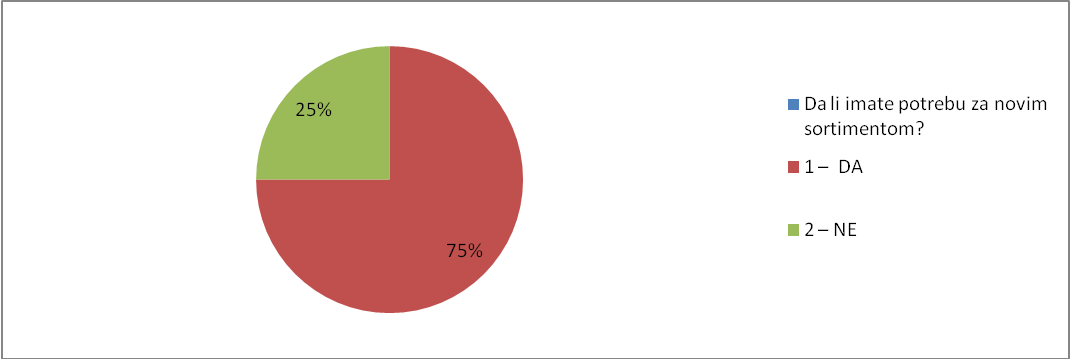 25%
75%
Da li imate potrebu za novim
sortimentom?
1 – DA
2 – NE